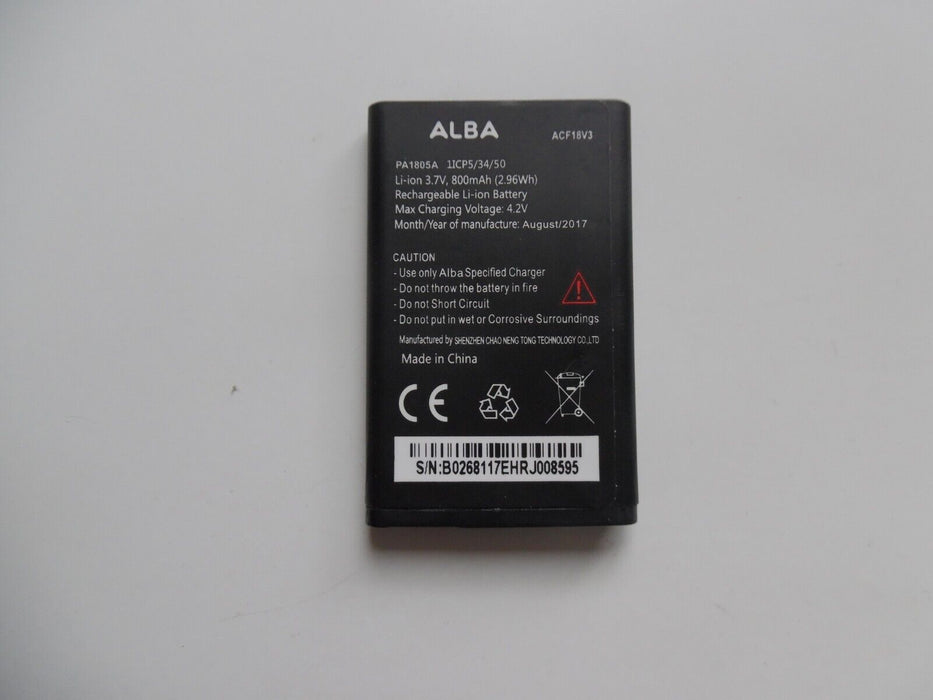 ALBA
ACF18V3
PA1805A 1ICP5/34/50
Li-ion 3.7V, 800mAh (2.96Wh)
Rechargeable Li-ion Battery
Max Charging Voltage: 4.2V
Month/Year of manufacture: August/2017
CAUTION
- Use only Alba Specified Charger
- Do not throw the battery in fire
- Do not Short Circuit
- Do not put in wet or Corrosive Surroundings
Manufactured by SHENZHEN CHAO NENG TONG TECHNOLOGY CO.,LTD
Made in China
CE
S/N:B0268117EHRJ008595